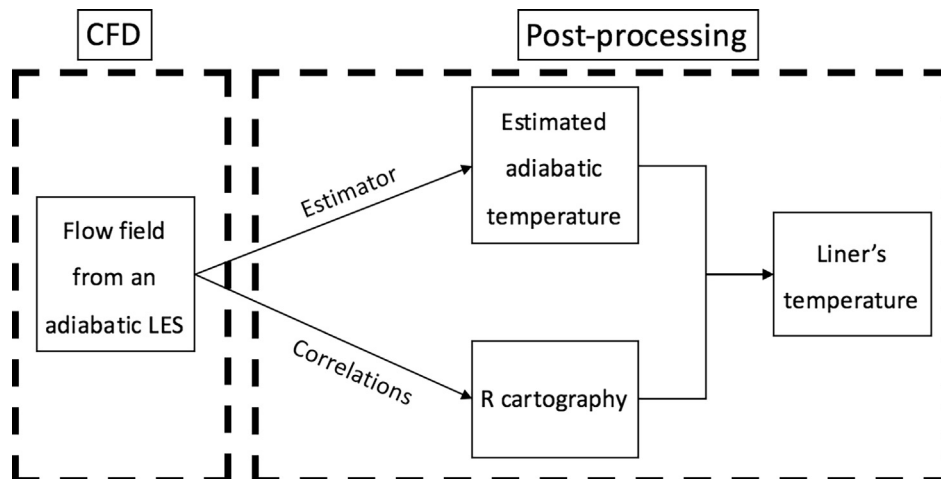 CFD
Post-processing
Flow field
from an
adiabatic LES
Estimator
Correlations
Estimated
adiabatic
temperature
R cartography
Liner’s
temperature